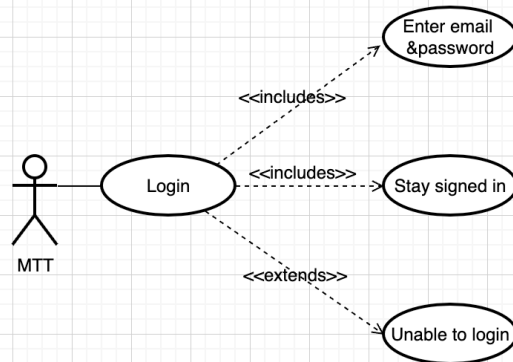 Enter email
&password
<<includes>>
<<includes>>
Login
Stay signed in
MTT
<<extends>>
Unable to login